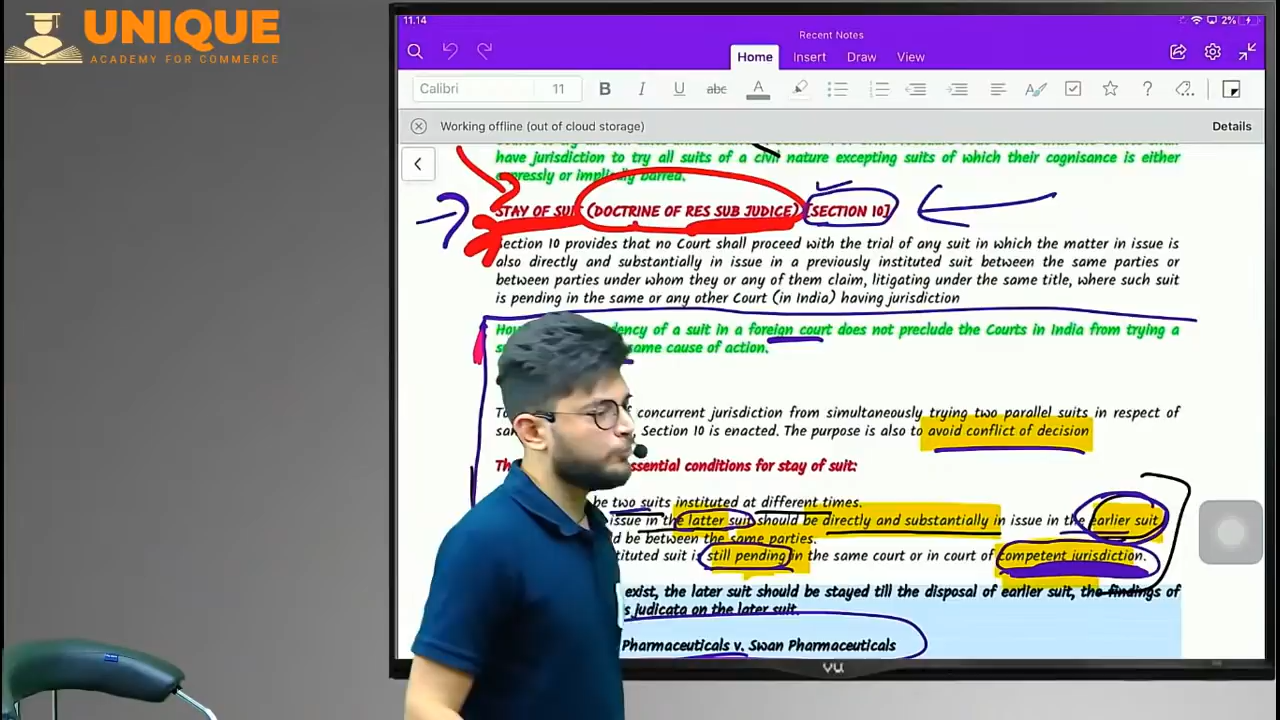 UNIQUE
ACADEMY FOR COMMERCE
11.14
2%
Recent Notes
Home Insert Draw View
Calibri 11 B I U abc A
Working offline (out of cloud storage) Details
have jurisdiction to try all suits of a civil nature excepting suits of which their cognisance is either
expressly or impliedly barred.
STAY OF SUIT (DOCTRINE OF RES SUB JUDICE) [SECTION 10]
Section 10 provides that no Court shall proceed with the trial of any suit in which the matter in issue is
also directly and substantially in issue in a previously instituted suit between the same parties or
between parties under whom they or any of them claim, litigating under the same title, where such suit
is pending in the same or any other Court (in India) having jurisdiction
of a suit in a foreign court does not preclude the Courts in India from trying a
same cause of action.
concurrent jurisdiction from simultaneously trying two parallel suits in respect of
Section 10 is enacted. The purpose is also to avoid conflict of decision
conditions for stay of suit:
be two suits instituted at different times.
issue in the latter suit should be directly and substantially in issue in the earlier suit
be between the same parties.
suit is still pending in the same court or in court of competent jurisdiction.
exist, the later suit should be stayed till the disposal of earlier suit, the findings of
judicata on the later suit.
Pharmaceuticals v. Swan Pharmaceuticals
vu